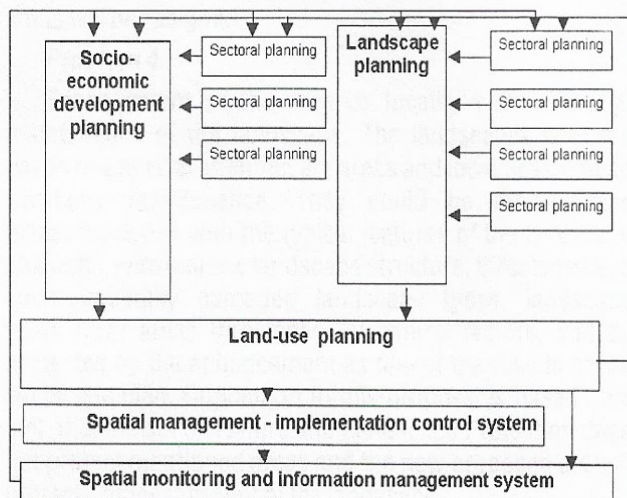 Socio-
economic
development
planning
Sectoral planning
Sectoral planning
Sectoral planning
Landscape
planning
Sectoral planning
Sectoral planning
Sectoral planning
Sectoral planning
Land-use planning
Spatial management - implementation control system
Spatial monitoring and information management system